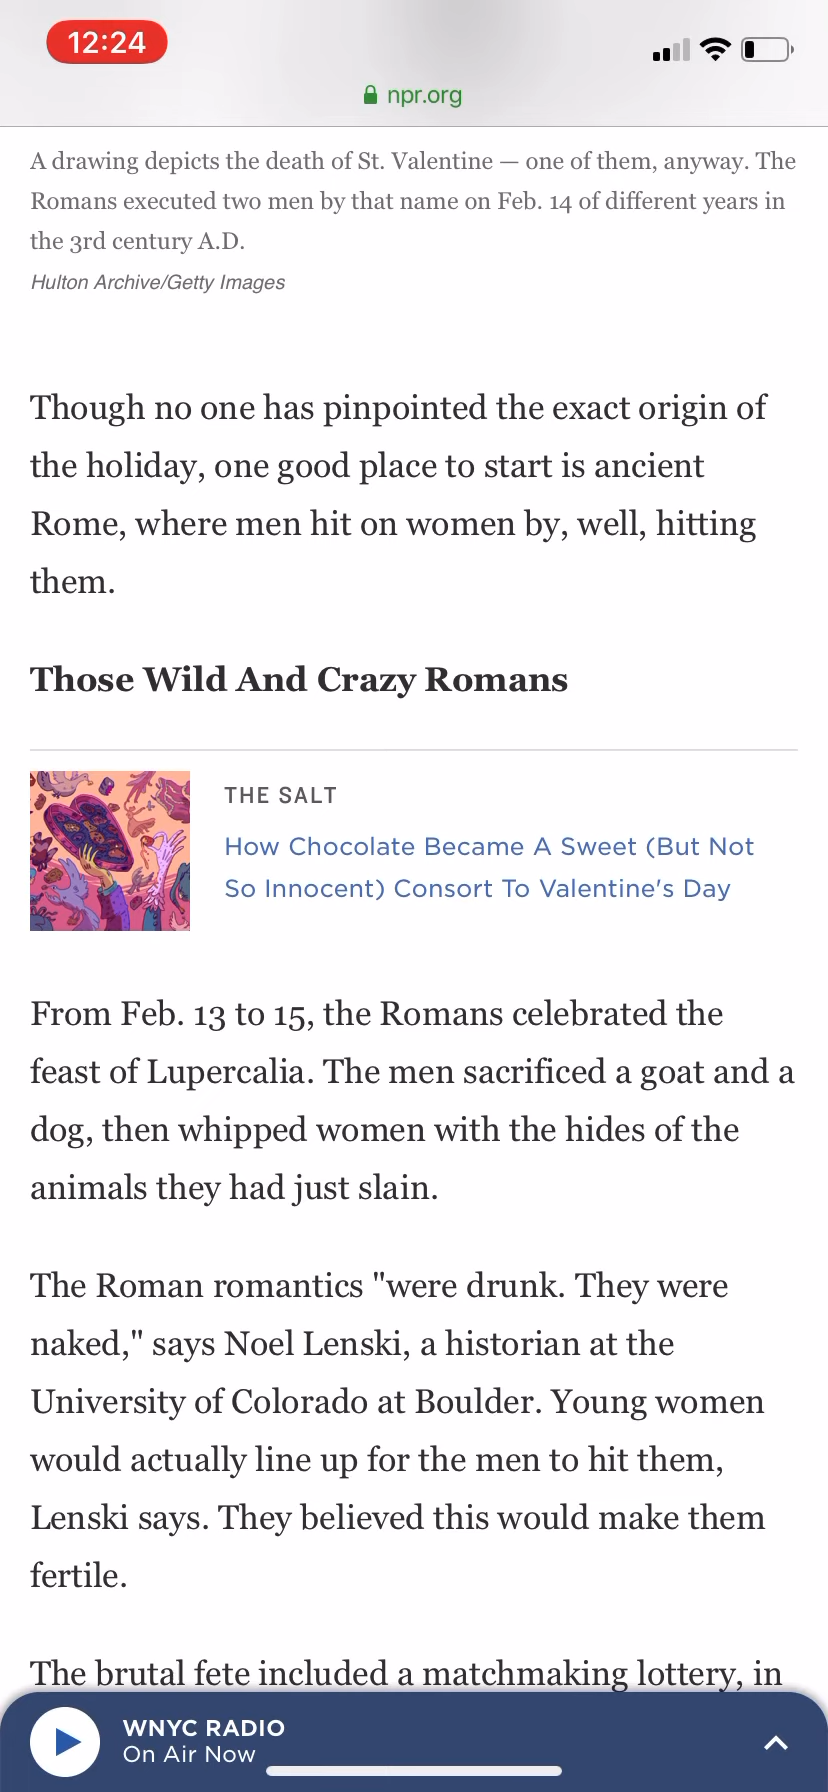 12:24
npr.org
A drawing depicts the death of St. Valentine — one of them, anyway. The
Romans executed two men by that name on Feb. 14 of different years in
the 3rd century A.D.
Hulton Archive/Getty Images
Though no one has pinpointed the exact origin of
the holiday, one good place to start is ancient
Rome, where men hit on women by, well, hitting
them.
Those Wild And Crazy Romans
THE SALT
How Chocolate Became A Sweet (But Not
So Innocent) Consort To Valentine's Day
From Feb. 13 to 15, the Romans celebrated the
feast of Lupercalia. The men sacrificed a goat and a
dog, then whipped women with the hides of the
animals they had just slain.
The Roman romantics "were drunk. They were
naked," says Noel Lenski, a historian at the
University of Colorado at Boulder. Young women
would actually line up for the men to hit them,
Lenski says. They believed this would make them
fertile.
The brutal fete included a matchmaking lottery, in
WNYC RADIO
On Air Now